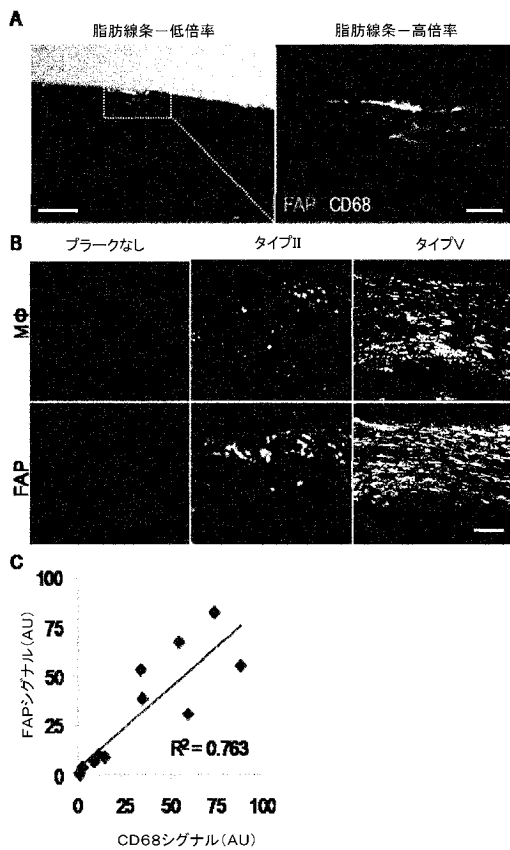 A
脂肪線条－低倍率
脂肪線条－高倍率
FAP CD68
B
プラークなし
タイプII
タイプV
MΦ
FAP
C
FAPシグナル(AU)
100
75
50
25
0
R²= 0.763
0 25 50 75 100
CD68シグナル(AU)